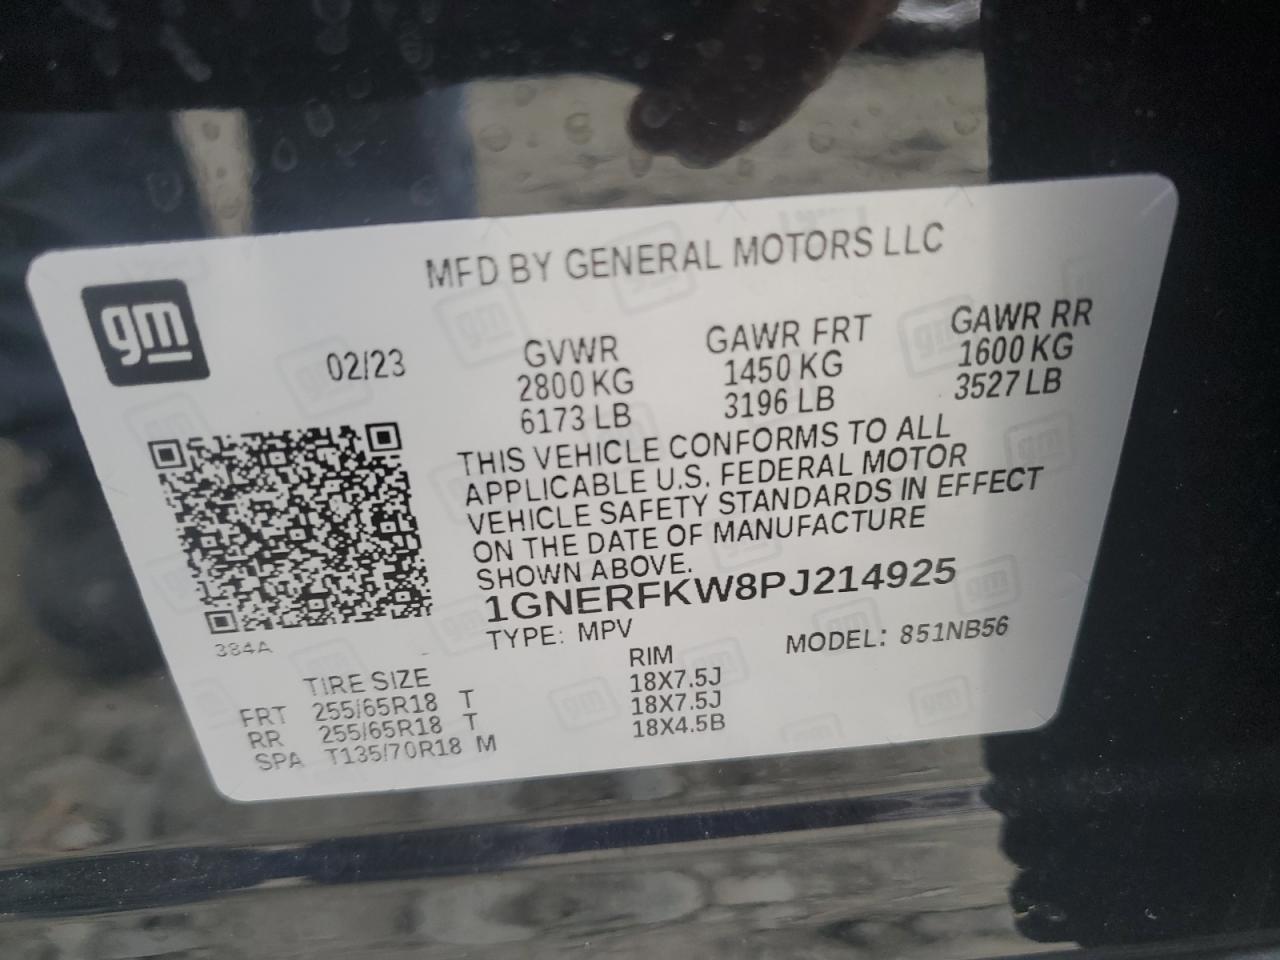 gm
MFD BY GENERAL MOTORS LLC
02/23
GVWR
2800 KG
6173 LB
GAWR FRT
1450 KG
3196 LB
GAWR RR
1600 KG
3527 LB
THIS VEHICLE CONFORMS TO ALL
APPLICABLE U.S. FEDERAL MOTOR
VEHICLE SAFETY STANDARDS IN EFFECT
ON THE DATE OF MANUFACTURE
SHOWN ABOVE.
1GNERFKW8PJ214925
TYPE: MPV MODEL: 851NB56
384A
TIRE SIZE RIM
FRT 255/65R18 T 18X7.5J
RR 255/65R18 T 18X7.5J
SPA T135/70R18 M 18X4.5B